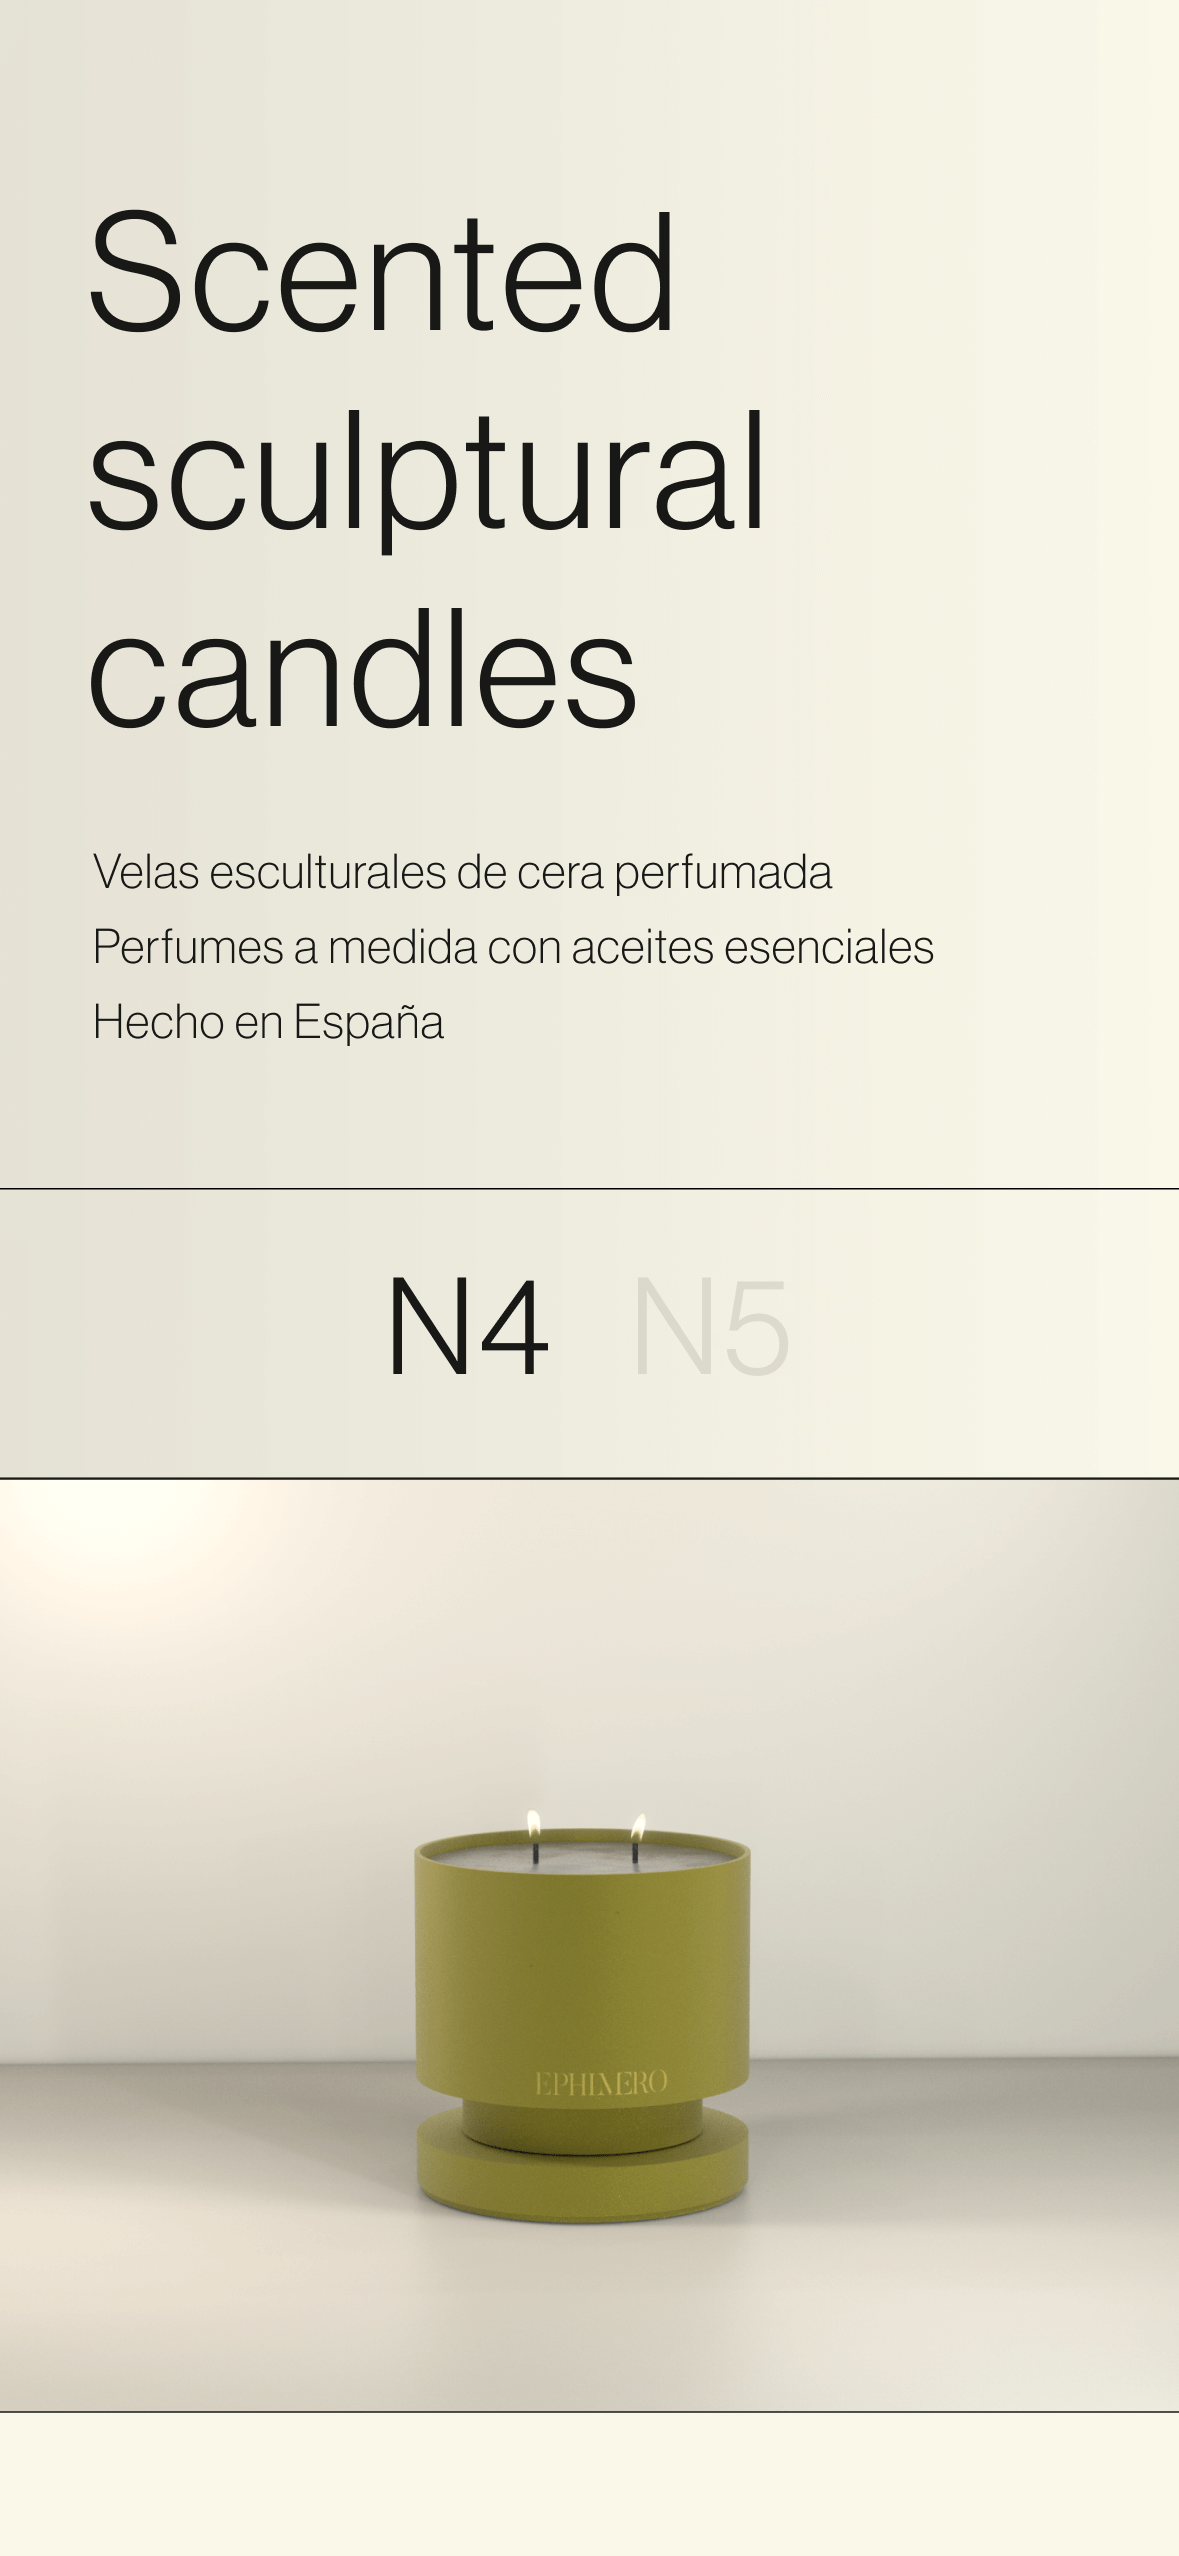 Scented
sculptural
candles
Velas esculturales de cera perfumada
Perfumes a medida con aceites esenciales
Hecho en España
N4 N5
EPHIMERO